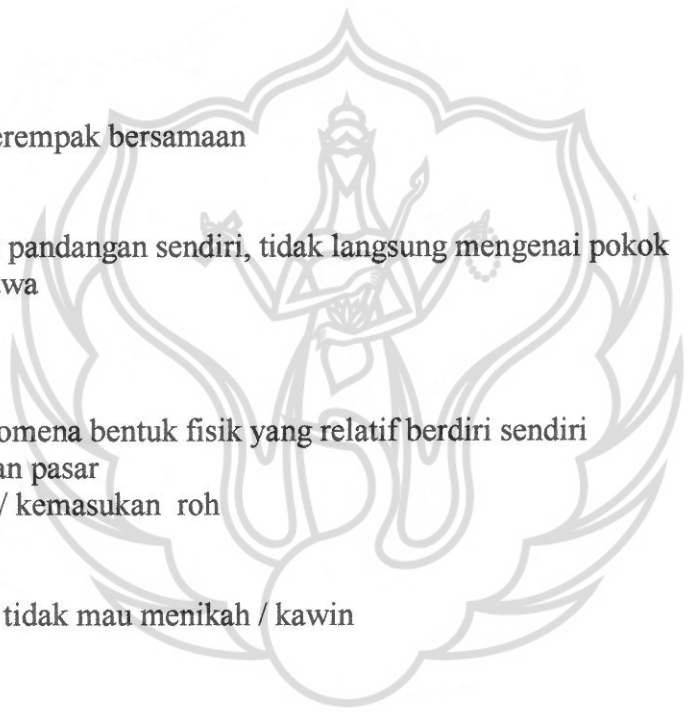 erempak bersamaan
pandangan sendiri, tidak langsung mengenai pokok
wa
omena bentuk fisik yang relatif berdiri sendiri
an pasar
/ kemasukan roh
tidak mau menikah / kawin